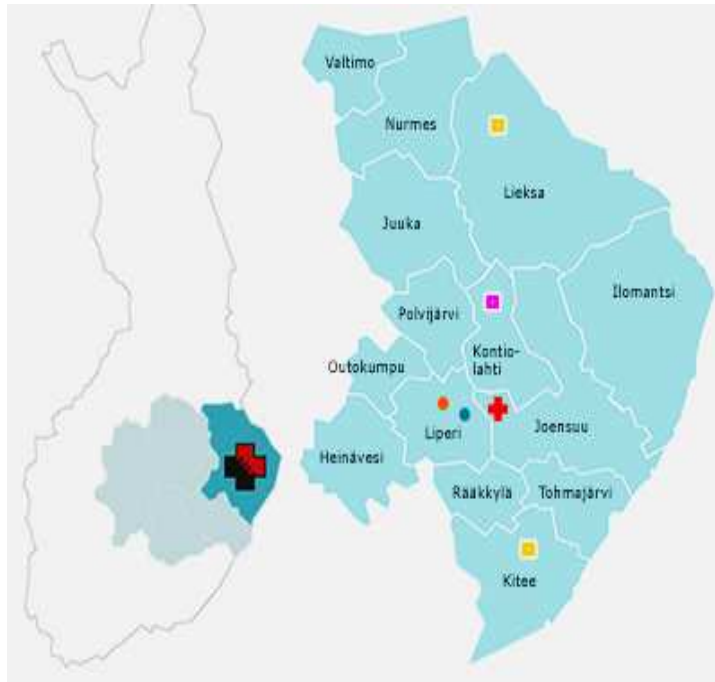 Valtimo
Nurmes
Lieksa
Juuka
Ilomantsi
Polvijärvi
Kontio-
lahti
Outokumpu
Joensuu
Liperi
Heinävesi
Rääkkylä
Tohmajärvi
Kitee